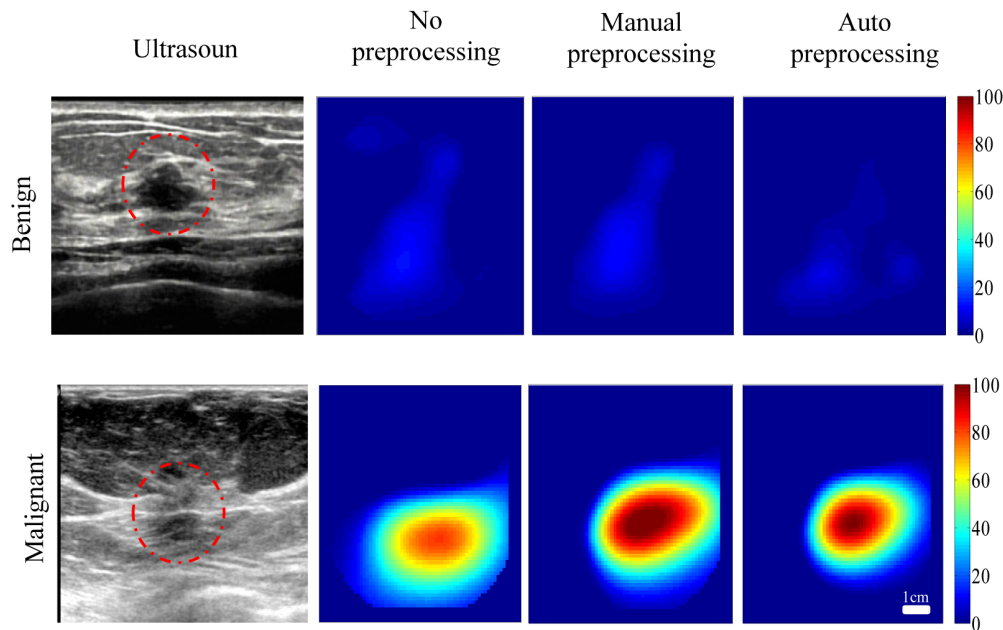 Ultrasoun
No
preprocessing
Manual
preprocessing
Auto
preprocessing
Benign
100
80
60
40
20
0
Malignant
100
80
60
40
20
0
1cm